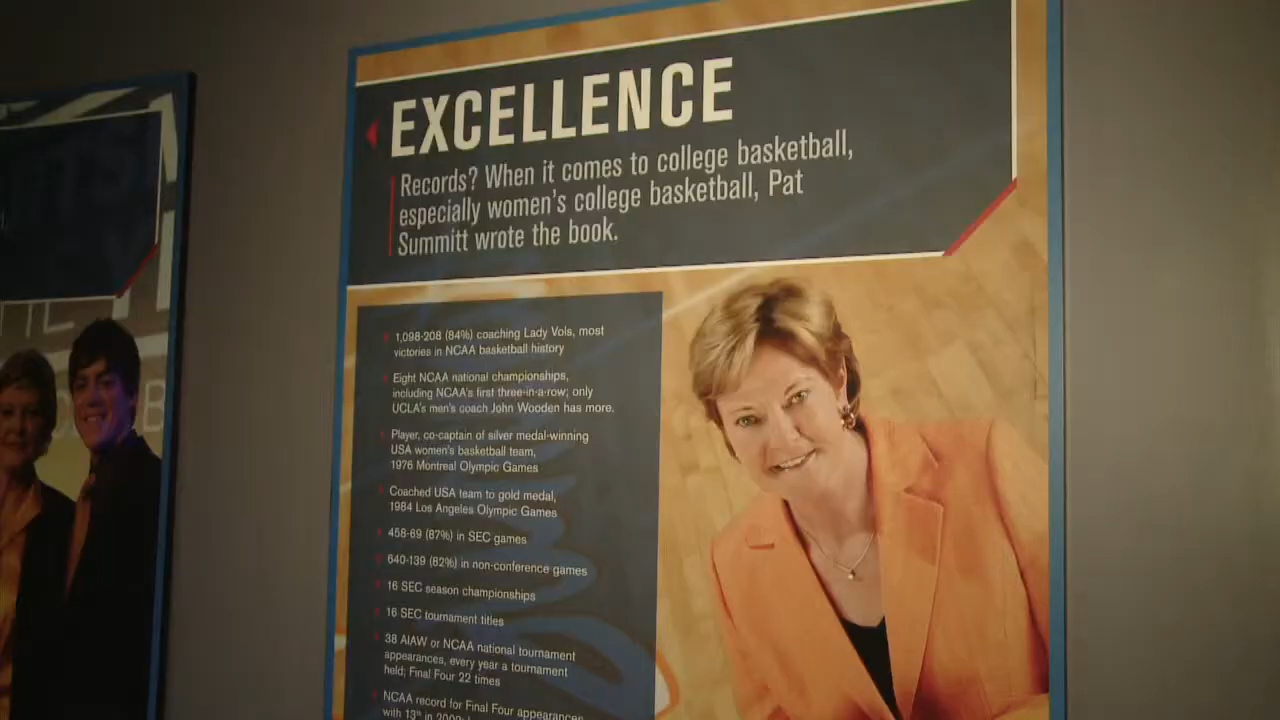 EXCELLENCE
Records? When it comes to college basketball,
especially women's college basketball, Pat
Summitt wrote the book.
1,098-208 (84%) coaching Lady Vols, most
victories in NCAA basketball history
Eight NCAA national championships,
including NCAA's first three-in-a-row; only
UCLA's men's coach John Wooden has more.
Player, co-captain of silver medal-winning
USA women's basketball team,
1976 Montreal Olympic Games
Coached USA team to gold medal,
1984 Los Angeles Olympic Games
458-69 (87%) in SEC games
640-139 (82%) in non-conference games
16 SEC season championships
16 SEC tournament titles
38 AIAW or NCAA national tournament
appearances, every year a tournament
held; Final Four 22 times
NCAA record for Final Four appearances
with 13th in